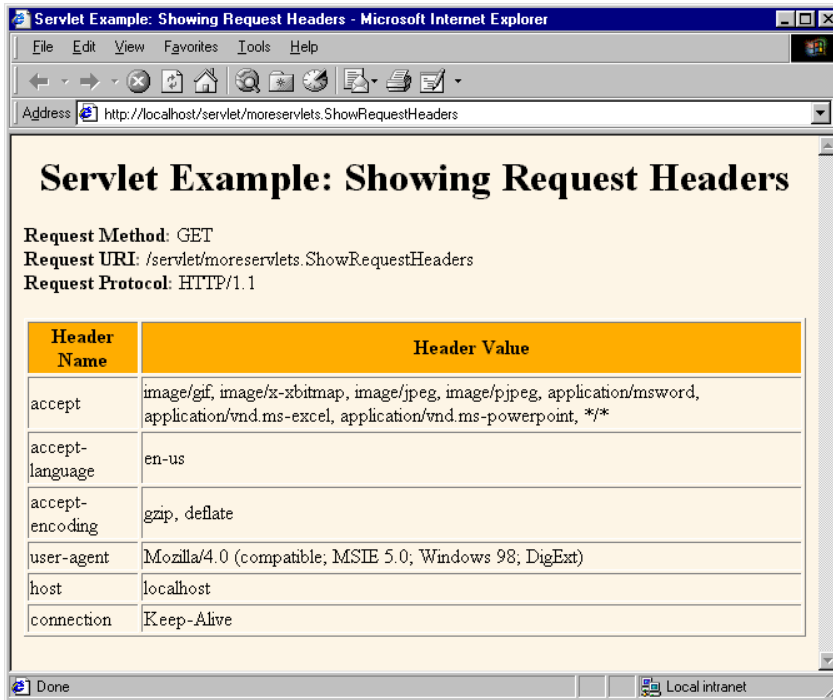 Servlet Example: Showing Request Headers - Microsoft Internet Explorer
File Edit View Favorites Tools Help
Address http://localhost/servlet/moreservlets.ShowRequestHeaders
Servlet Example: Showing Request Headers
Request Method: GET
Request URI: /servlet/moreservlets.ShowRequestHeaders
Request Protocol: HTTP/1.1
Header
Name
Header Value
accept
image/gif, image/x-xbitmap, image/jpeg, image/pjpeg, application/msword,
application/vnd.ms-excel, application/vnd.ms-powerpoint, */*
accept-
language
en-us
accept-
encoding
gzip, deflate
user-agent
Mozilla/4.0 (compatible; MSIE 5.0; Windows 98; DigExt)
host
localhost
connection
Keep-Alive
Done
Local intranet